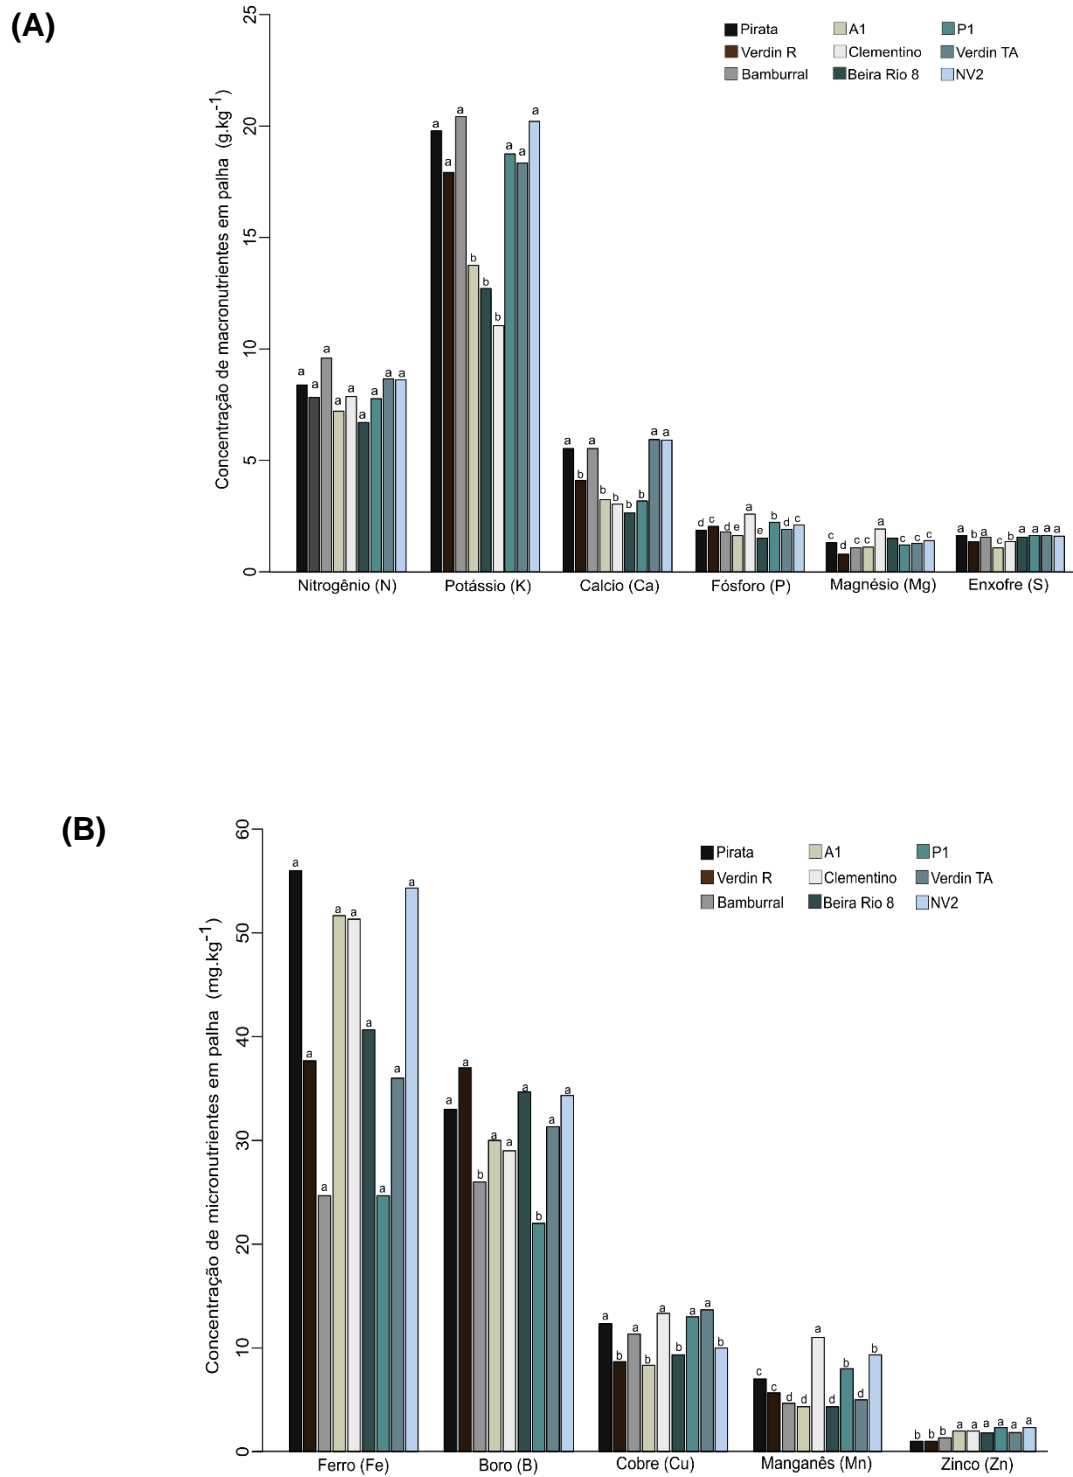 (A)
Concentração de macronutrientes em palha (g.kg-1)
25
20
15
10
5
0
Pirata A1 P1
Verdin R Clementino Verdin TA
Bamburral Beira Rio 8 NV2
a a a a a a a a a
a a a b b b a a a
a b a b b b b a a
d c d e a e c d c
c d c c a c c c
a b a c b a a a a
Nitrogênio (N) Potássio (K) Calcio (Ca) Fósforo (P) Magnésio (Mg) Enxofre (S)
(B)
Concentração de micronutrientes em palha (mg.kg-1)
60
50
40
30
20
10
0
Pirata A1 P1
Verdin R Clementino Verdin TA
Bamburral Beira Rio 8 NV2
a a a a a a a a a
a a b a a a b a a
a b a b a b a a b
c c d d a d b d b
b b b a a a a a a
Ferro (Fe) Boro (B) Cobre (Cu) Manganês (Mn) Zinco (Zn)